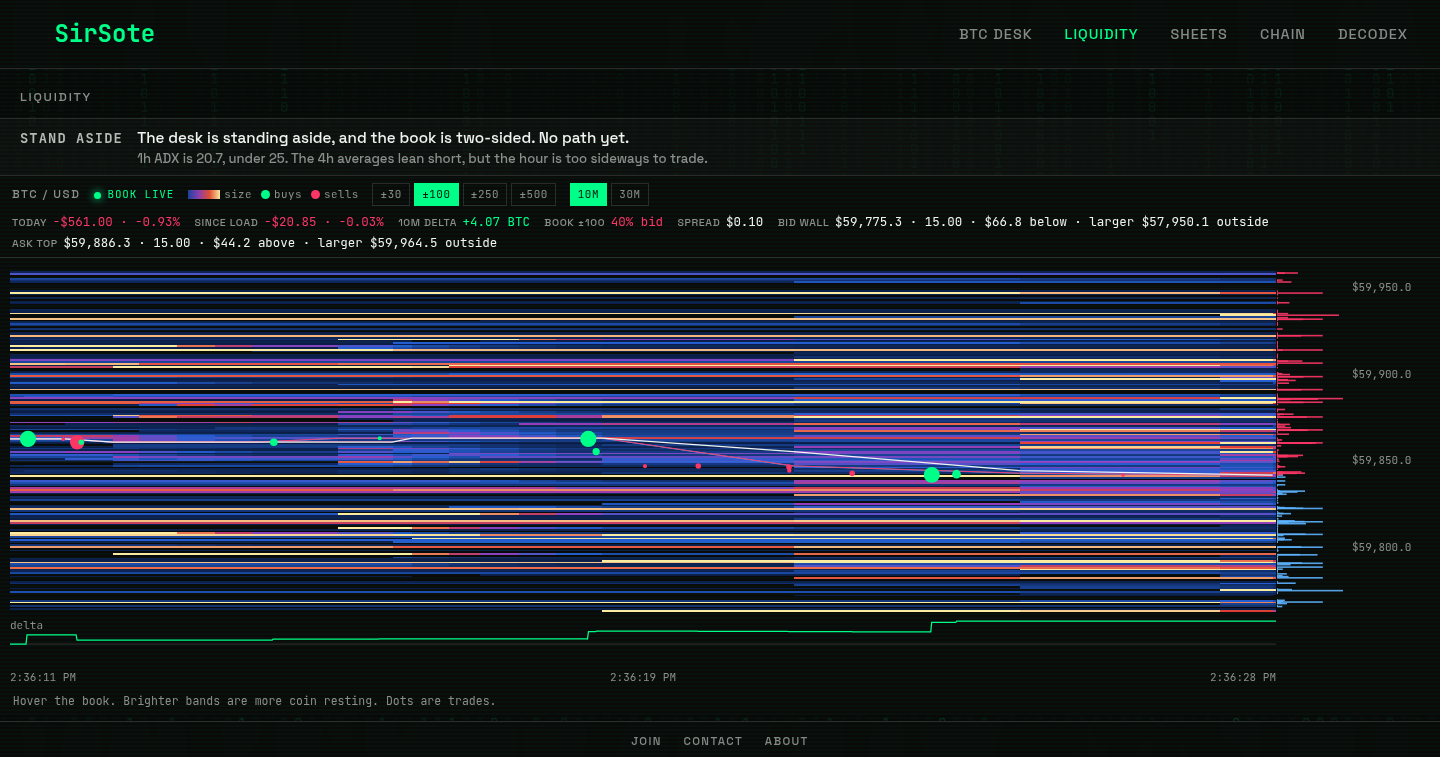 SirSote
BTC DESK LIQUIDITY SHEETS CHAIN DECODEX
LIQUIDITY
STAND ASIDE The desk is standing aside, and the book is two-sided. No path yet.
1h ADX is 20.7, under 25. The 4h averages lean short, but the hour is too sideways to trade.
BTC / USD BOOK LIVE size buys sells ±30 ±100 ±250 ±500 10M 30M
TODAY -$561.00 · -0.93% SINCE LOAD -$20.85 · -0.03% 10M DELTA +4.07 BTC BOOK ±100 40% bid SPREAD $0.10 BID WALL $59,775.3 · 15.00 · $66.8 below · larger $57,950.1 outside
ASK TOP $59,886.3 · 15.00 · $44.2 above · larger $59,964.5 outside
$59,950.0
$59,900.0
$59,850.0
$59,800.0
delta
2:36:11 PM 2:36:19 PM 2:36:28 PM
Hover the book. Brighter bands are more coin resting. Dots are trades.
JOIN CONTACT ABOUT